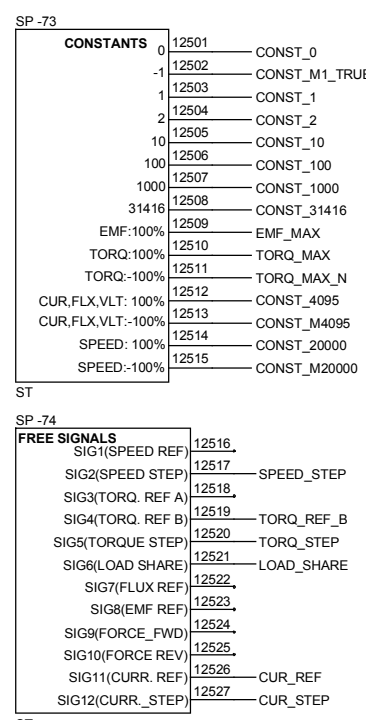 SP -73
CONSTANTS
0 12501 CONST_0
-1 12502 CONST_M1_TRUE
1 12503 CONST_1
2 12504 CONST_2
10 12505 CONST_10
100 12506 CONST_100
1000 12507 CONST_1000
31416 12508 CONST_31416
EMF:100% 12509 EMF_MAX
TORQ:100% 12510 TORQ_MAX
TORQ:-100% 12511 TORQ_MAX_N
CUR,FLX,VLT: 100% 12512 CONST_4095
CUR,FLX,VLT:-100% 12513 CONST_M4095
SPEED: 100% 12514 CONST_20000
SPEED:-100% 12515 CONST_M20000
ST
SP -74
FREE SIGNALS
SIG1(SPEED REF) 12516
SIG2(SPEED STEP) 12517 SPEED_STEP
SIG3(TORQ. REF A) 12518
SIG4(TORQ. REF B) 12519 TORQ_REF_B
SIG5(TORQUE STEP) 12520 TORQ_STEP
SIG6(LOAD SHARE) 12521 LOAD_SHARE
SIG7(FLUX REF) 12522
SIG8(EMF REF) 12523
SIG9(FORCE_FWD) 12524
SIG10(FORCE REV) 12525
SIG11(CURR. REF) 12526 CUR_REF
SIG12(CURR._STEP) 12527 CUR_STEP